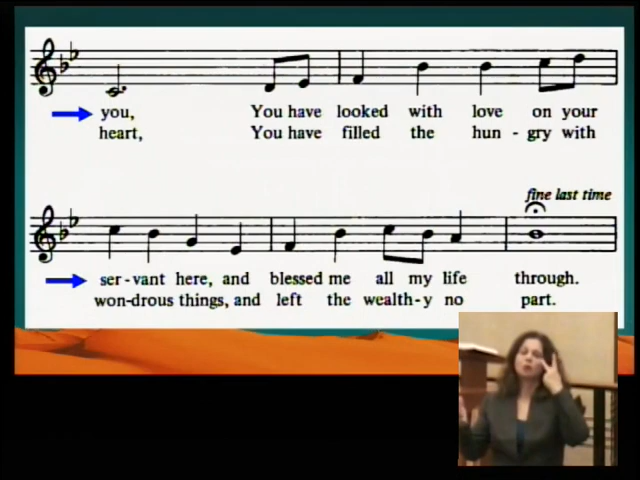 you, You have looked with love on your
heart, You have filled the hun - gry with
fine last time
ser - vant here, and blessed me all my life through.
won-drous things, and left the wealth - y no part.